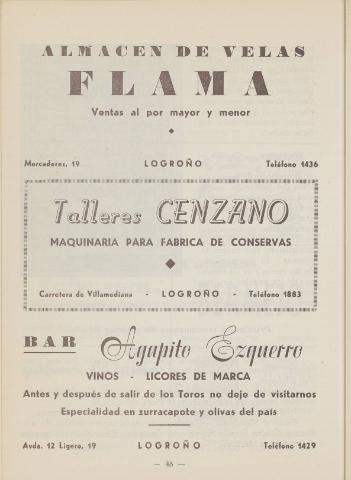 ALMACEN DE VELAS
FLAMA
Ventas al por mayor y menor
Mercaderes, 19 LOGROÑO Teléfono 1436
Talleres CENZANO
MAQUINARIA PARA FABRICA DE CONSERVAS
Carretera de Villamediana - LOGROÑO - Teléfono 1883
BAR Agapito Ezquerro
VINOS - LICORES DE MARCA
Antes y después de salir de los Toros no deje de visitarnos
Especialidad en zurracapote y olivas del país
Avda. 12 Ligero, 19 LOGROÑO Teléfono 1429
— 46 —